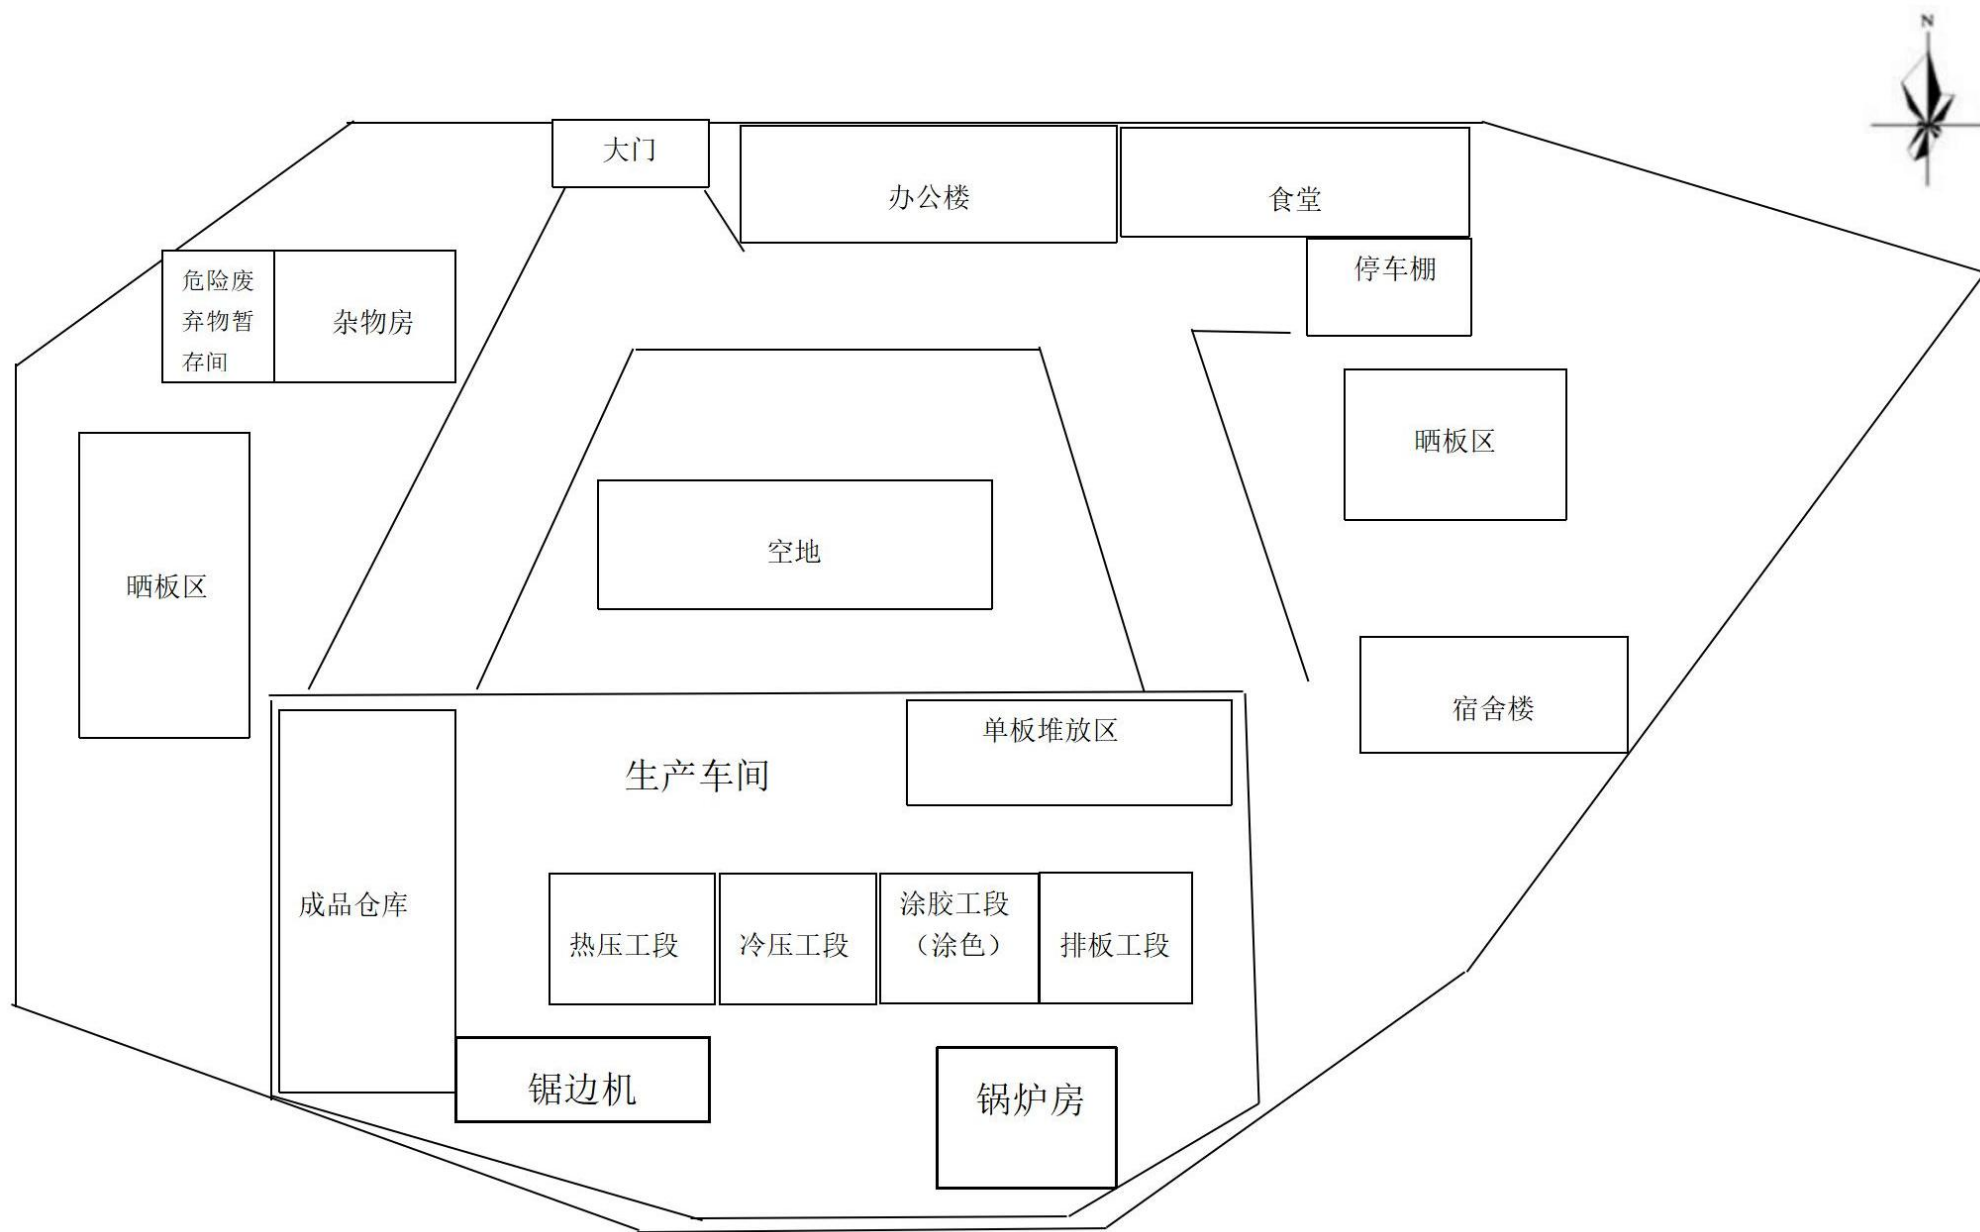 N
大门
办公楼
食堂
停车棚
危险废
弃物暂
存间
杂物房
晒板区
空地
晒板区
宿舍楼
单板堆放区
生产车间
成品仓库
热压工段
冷压工段
涂胶工段
（涂色）
排板工段
锯边机
锅炉房